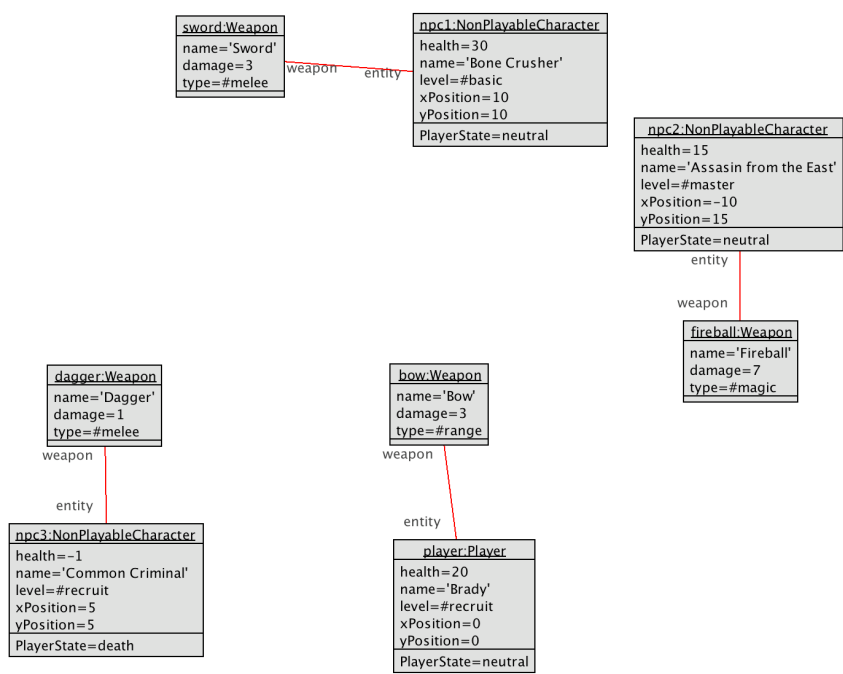 sword:Weapon
name='Sword'
damage=3
type=#melee
weapon
entity
npc1:NonPlayableCharacter
health=30
name='Bone Crusher'
level=#basic
xPosition=10
yPosition=10
PlayerState=neutral
npc2:NonPlayableCharacter
health=15
name='Assasin from the East'
level=#master
xPosition=-10
yPosition=15
PlayerState=neutral
entity
weapon
fireball:Weapon
name='Fireball'
damage=7
type=#magic
dagger:Weapon
name='Dagger'
damage=1
type=#melee
weapon
entity
npc3:NonPlayableCharacter
health=-1
name='Common Criminal'
level=#recruit
xPosition=5
yPosition=5
PlayerState=death
bow:Weapon
name='Bow'
damage=3
type=#range
weapon
entity
player:Player
health=20
name='Brady'
level=#recruit
xPosition=0
yPosition=0
PlayerState=neutral